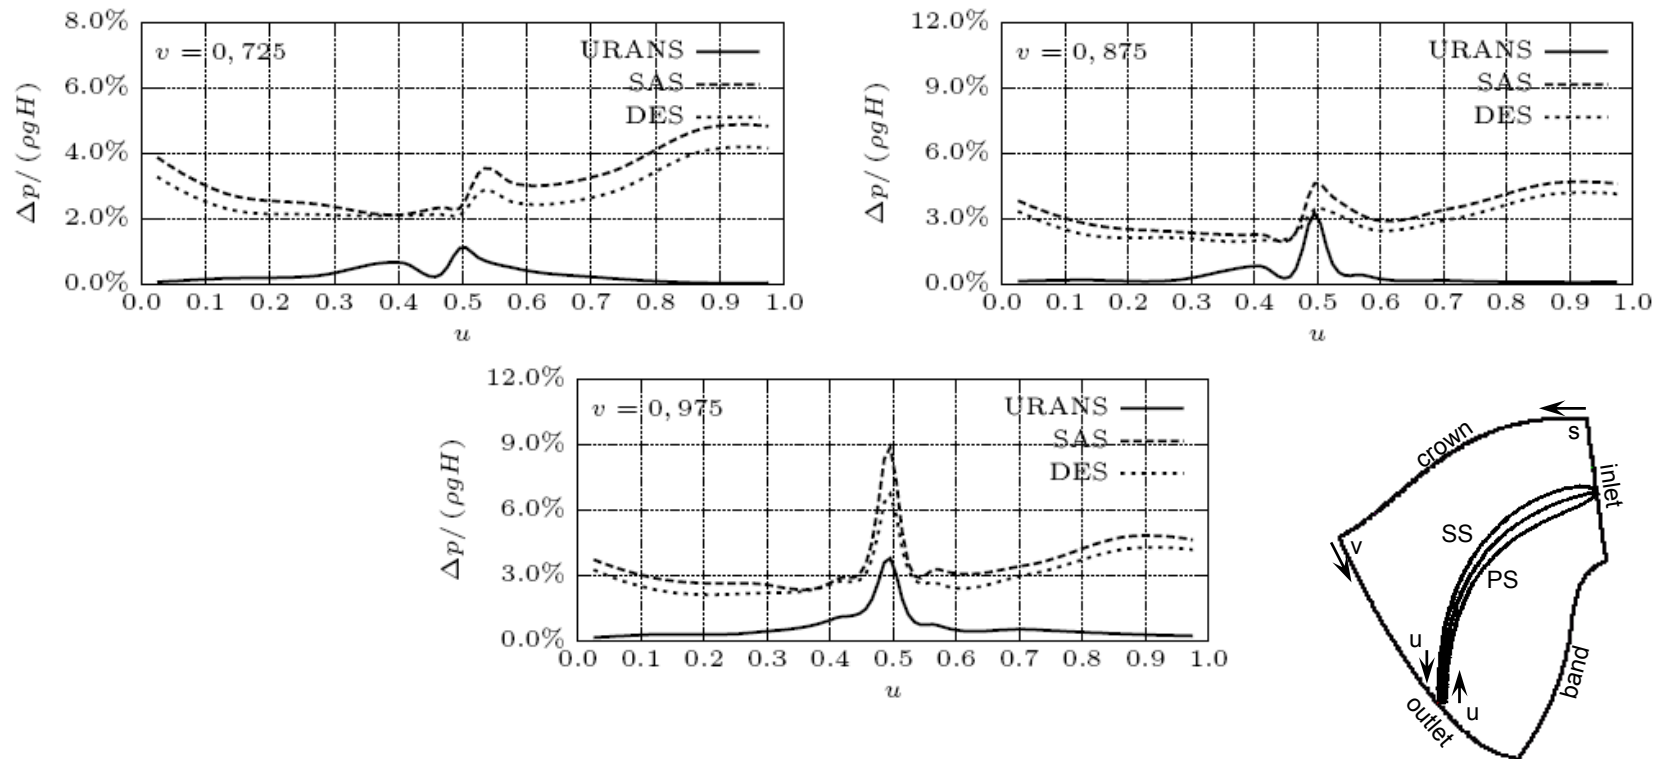 v = 0, 725
URANS
SAS
DES
8.0%
6.0%
4.0%
2.0%
0.0%
Δp/ (ρgH)
0.0 0.1 0.2 0.3 0.4 0.5 0.6 0.7 0.8 0.9 1.0
u
v = 0, 875
URANS
SAS
DES
12.0%
9.0%
6.0%
3.0%
0.0%
Δp/ (ρgH)
0.0 0.1 0.2 0.3 0.4 0.5 0.6 0.7 0.8 0.9 1.0
u
v = 0, 975
URANS
SAS
DES
12.0%
9.0%
6.0%
3.0%
0.0%
Δp/ (ρgH)
0.0 0.1 0.2 0.3 0.4 0.5 0.6 0.7 0.8 0.9 1.0
u
s
crown
inlet
SS
v
PS
u
band
u
outlet